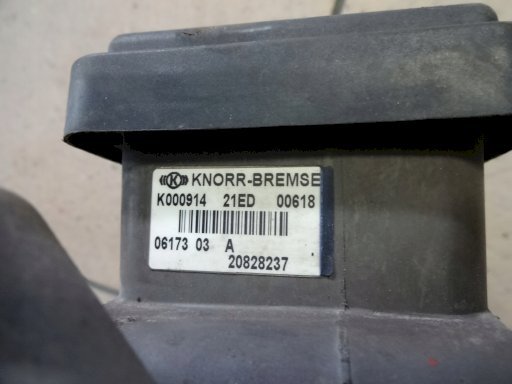 KNORR-BREMSE
K000914 21ED 00618
06173 03 A
20828237